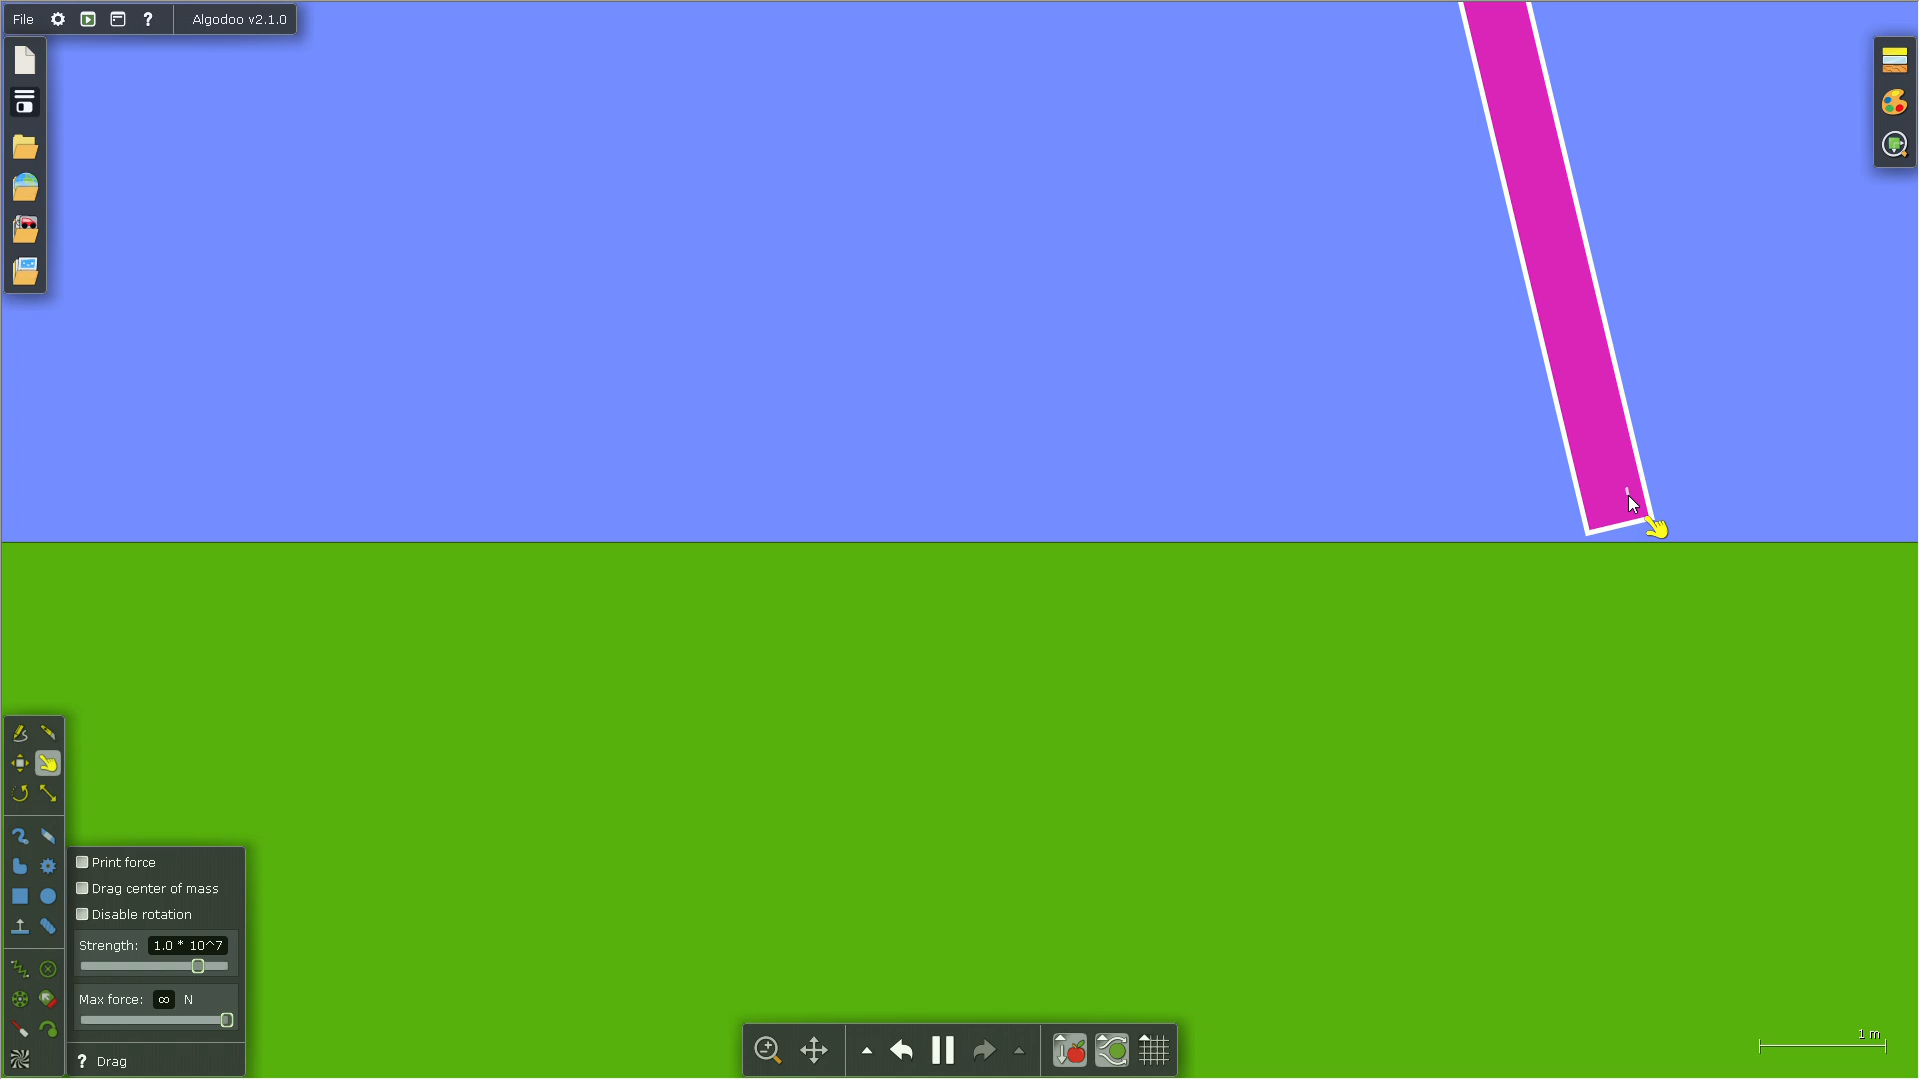 File ? Algodoo v2.1.0
Print force
Drag center of mass
Disable rotation
Strength: 1.0 * 10^7
Max force: ∞ N
? Drag
1 m